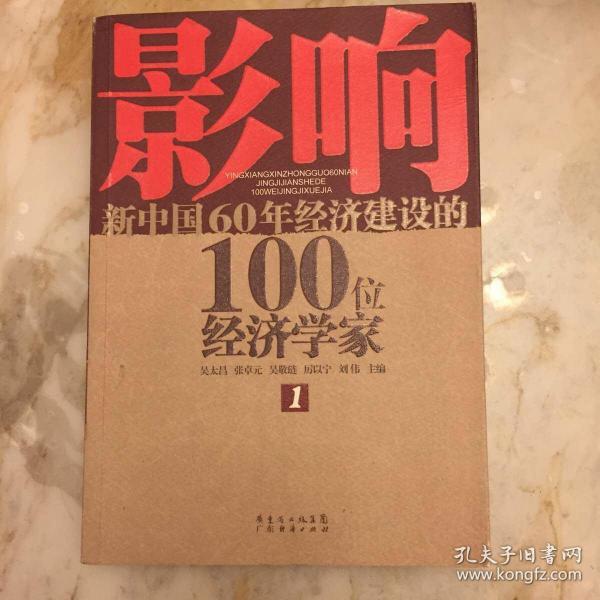 影响
YINGXIANGXINZHONGGUO60NIAN
JINGJIJIANSHEDE
100WEIJINGJIXUEJIA
新中国60年经济建设的
100位
经济学家
吴太昌 张卓元 吴敬琏 厉以宁 刘伟 主编
1
广东省出版集团
广东经济出版社
孔夫子旧书网
www.kongfz.com